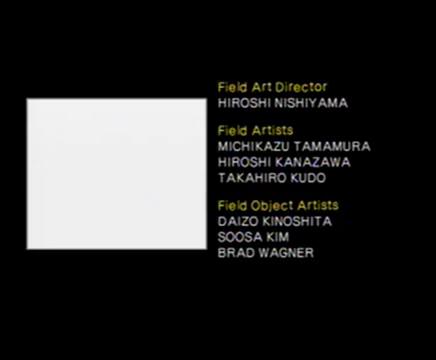 Field Art Director
HIROSHI NISHIYAMA
Field Artists
MICHIKAZU TAMAMURA
HIROSHI KANAZAWA
TAKAHIRO KUDO
Field Object Artists
DAIZO KINOSHITA
SOOSA KIM
BRAD WAGNER